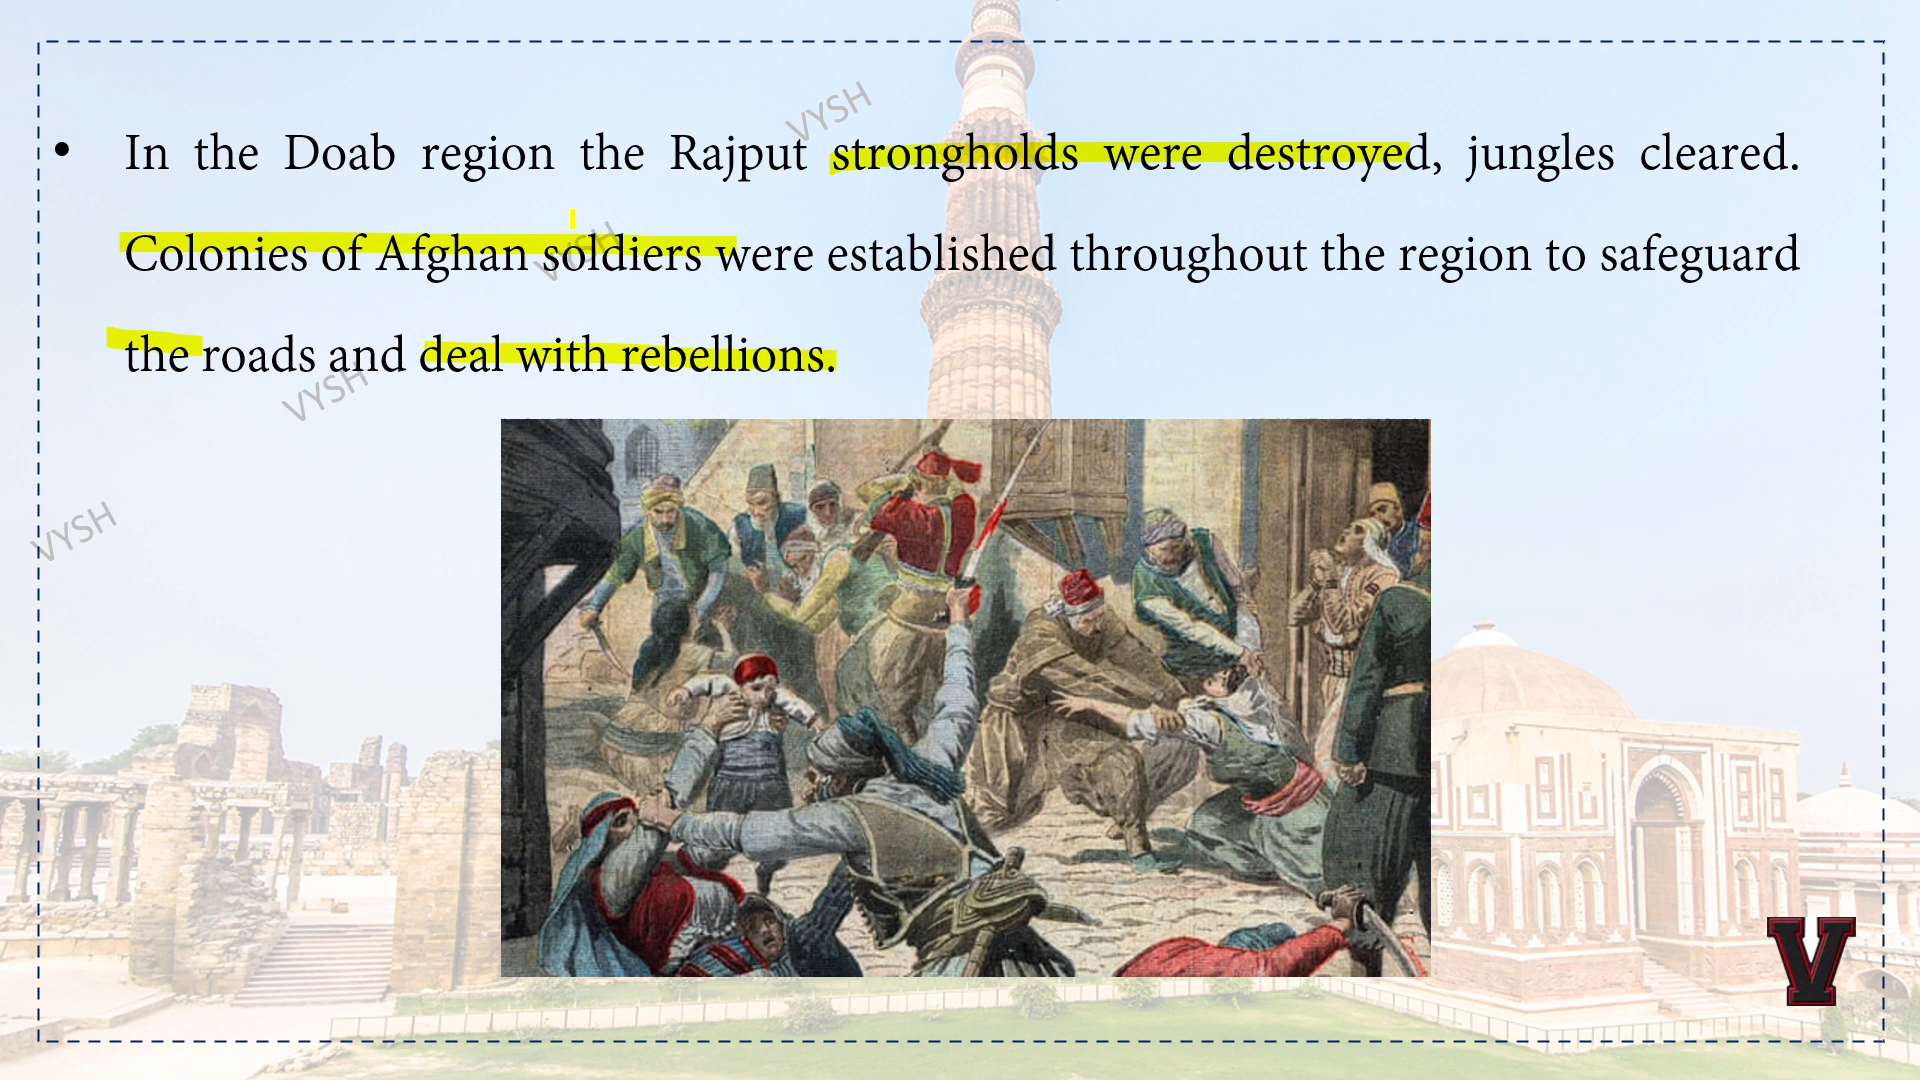 VYSH
• In the Doab region the Rajput strongholds were destroyed, jungles cleared.
Colonies of Afghan soldiers were established throughout the region to safeguard
VYSH
the roads and deal with rebellions.
VYSH
VYSH
V